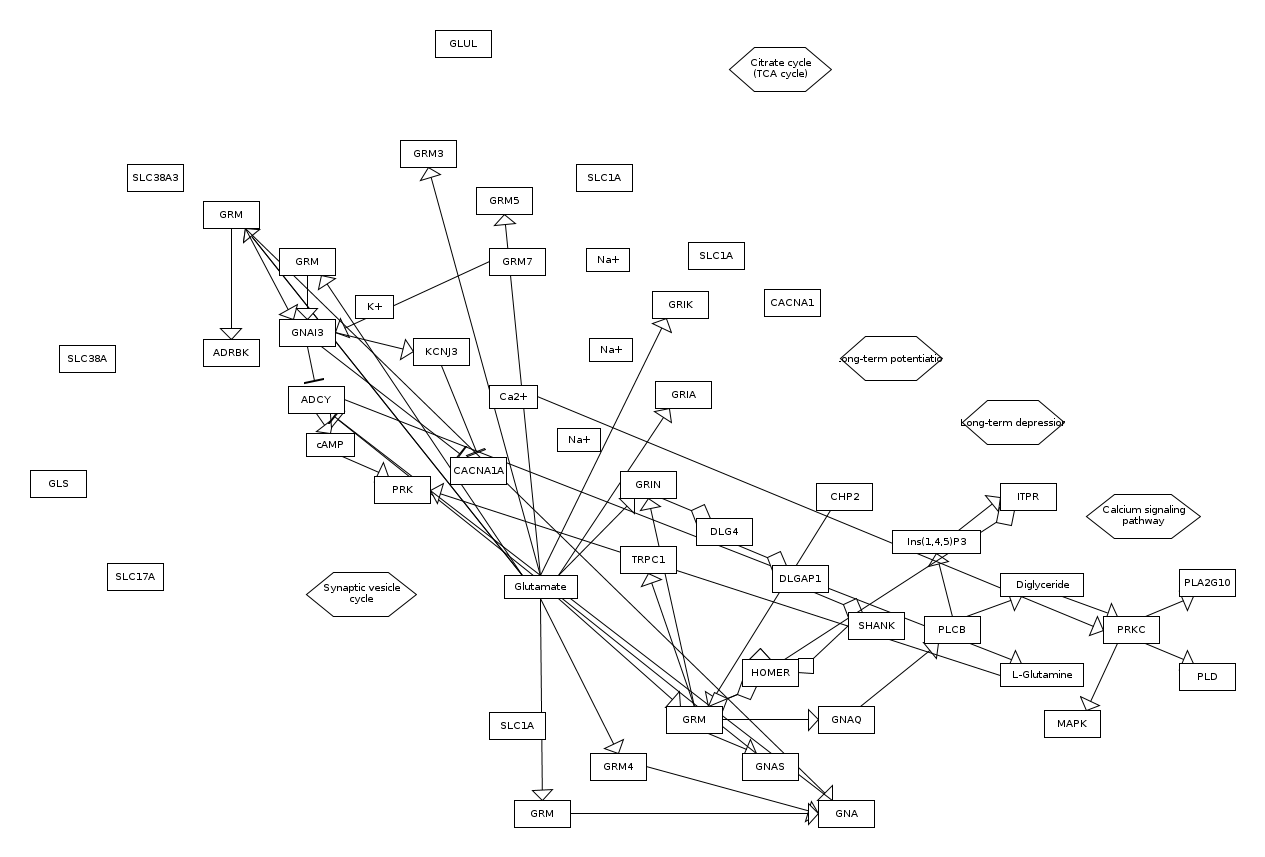 GLUL
Citrate cycle
(TCA cycle)
GRM3
SLC38A3
SLC1A
GRM5
GRM
SLC1A
GRM
GRM7
Na+
K+
GRIK
CACNA1
GNAI3
ADRBK
KCNJ3
Na+
SLC38A
ong-term potentiatio
ADCY
Ca2+
GRIA
Long-term depression
cAMP
Na+
CACNA1A
GLS
PRK
GRIN
CHP2
ITPR
Calcium signaling
pathway
DLG4
Ins(1,4,5)P3
TRPC1
SLC17A
DLGAP1
Synaptic vesicle
cycle
Glutamate
Diglyceride
PLA2G10
SHANK
PLCB
PRKC
HOMER
L-Glutamine
PLD
SLC1A
GRM
GNAQ
MAPK
GRM4
GNAS
GRM
GNA